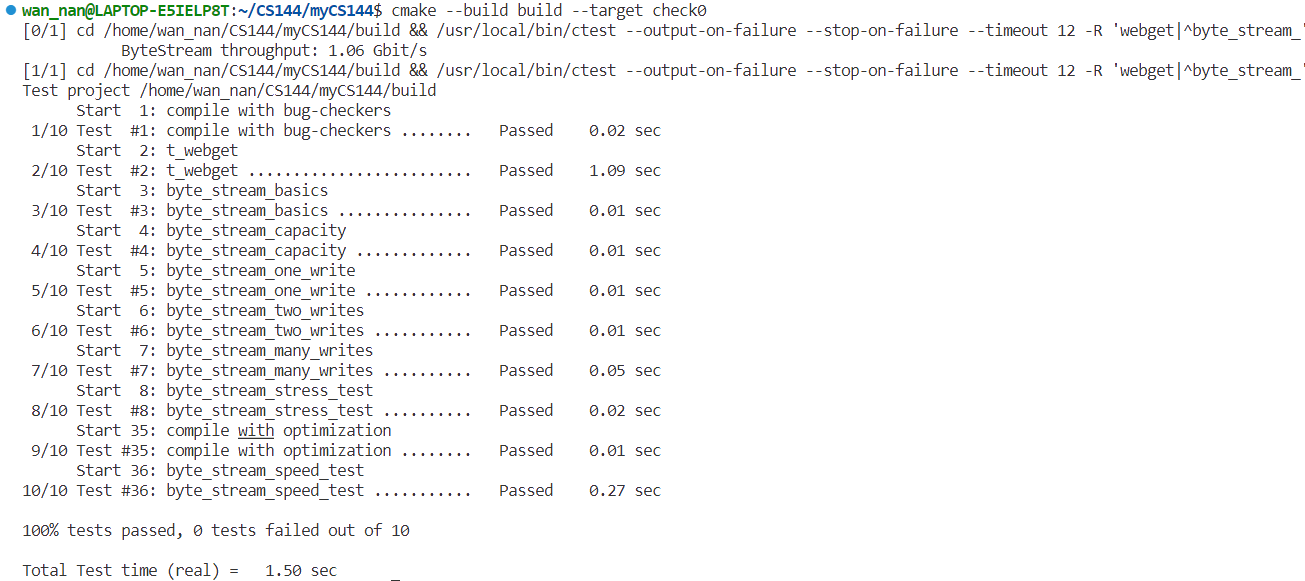 wan_nan@LAPTOP-E5IELP8T:~/CS144/myCS144$ cmake --build build --target check0
[0/1] cd /home/wan_nan/CS144/myCS144/build && /usr/local/bin/ctest --output-on-failure --stop-on-failure --timeout 12 -R 'webget|^byte_stream_'
ByteStream throughput: 1.06 Gbit/s
[1/1] cd /home/wan_nan/CS144/myCS144/build && /usr/local/bin/ctest --output-on-failure --stop-on-failure --timeout 12 -R 'webget|^byte_stream_'
Test project /home/wan_nan/CS144/myCS144/build
Start  1: compile with bug-checkers
1/10 Test  #1: compile with bug-checkers ........   Passed    0.02 sec
Start  2: t_webget
2/10 Test  #2: t_webget .........................   Passed    1.09 sec
Start  3: byte_stream_basics
3/10 Test  #3: byte_stream_basics ...............   Passed    0.01 sec
Start  4: byte_stream_capacity
4/10 Test  #4: byte_stream_capacity .............   Passed    0.01 sec
Start  5: byte_stream_one_write
5/10 Test  #5: byte_stream_one_write ............   Passed    0.01 sec
Start  6: byte_stream_two_writes
6/10 Test  #6: byte_stream_two_writes ...........   Passed    0.01 sec
Start  7: byte_stream_many_writes
7/10 Test  #7: byte_stream_many_writes ..........   Passed    0.05 sec
Start  8: byte_stream_stress_test
8/10 Test  #8: byte_stream_stress_test ..........   Passed    0.02 sec
Start 35: compile with optimization
9/10 Test #35: compile with optimization ........   Passed    0.01 sec
Start 36: byte_stream_speed_test
10/10 Test #36: byte_stream_speed_test ...........   Passed    0.27 sec
100% tests passed, 0 tests failed out of 10
Total Test time (real) =   1.50 sec